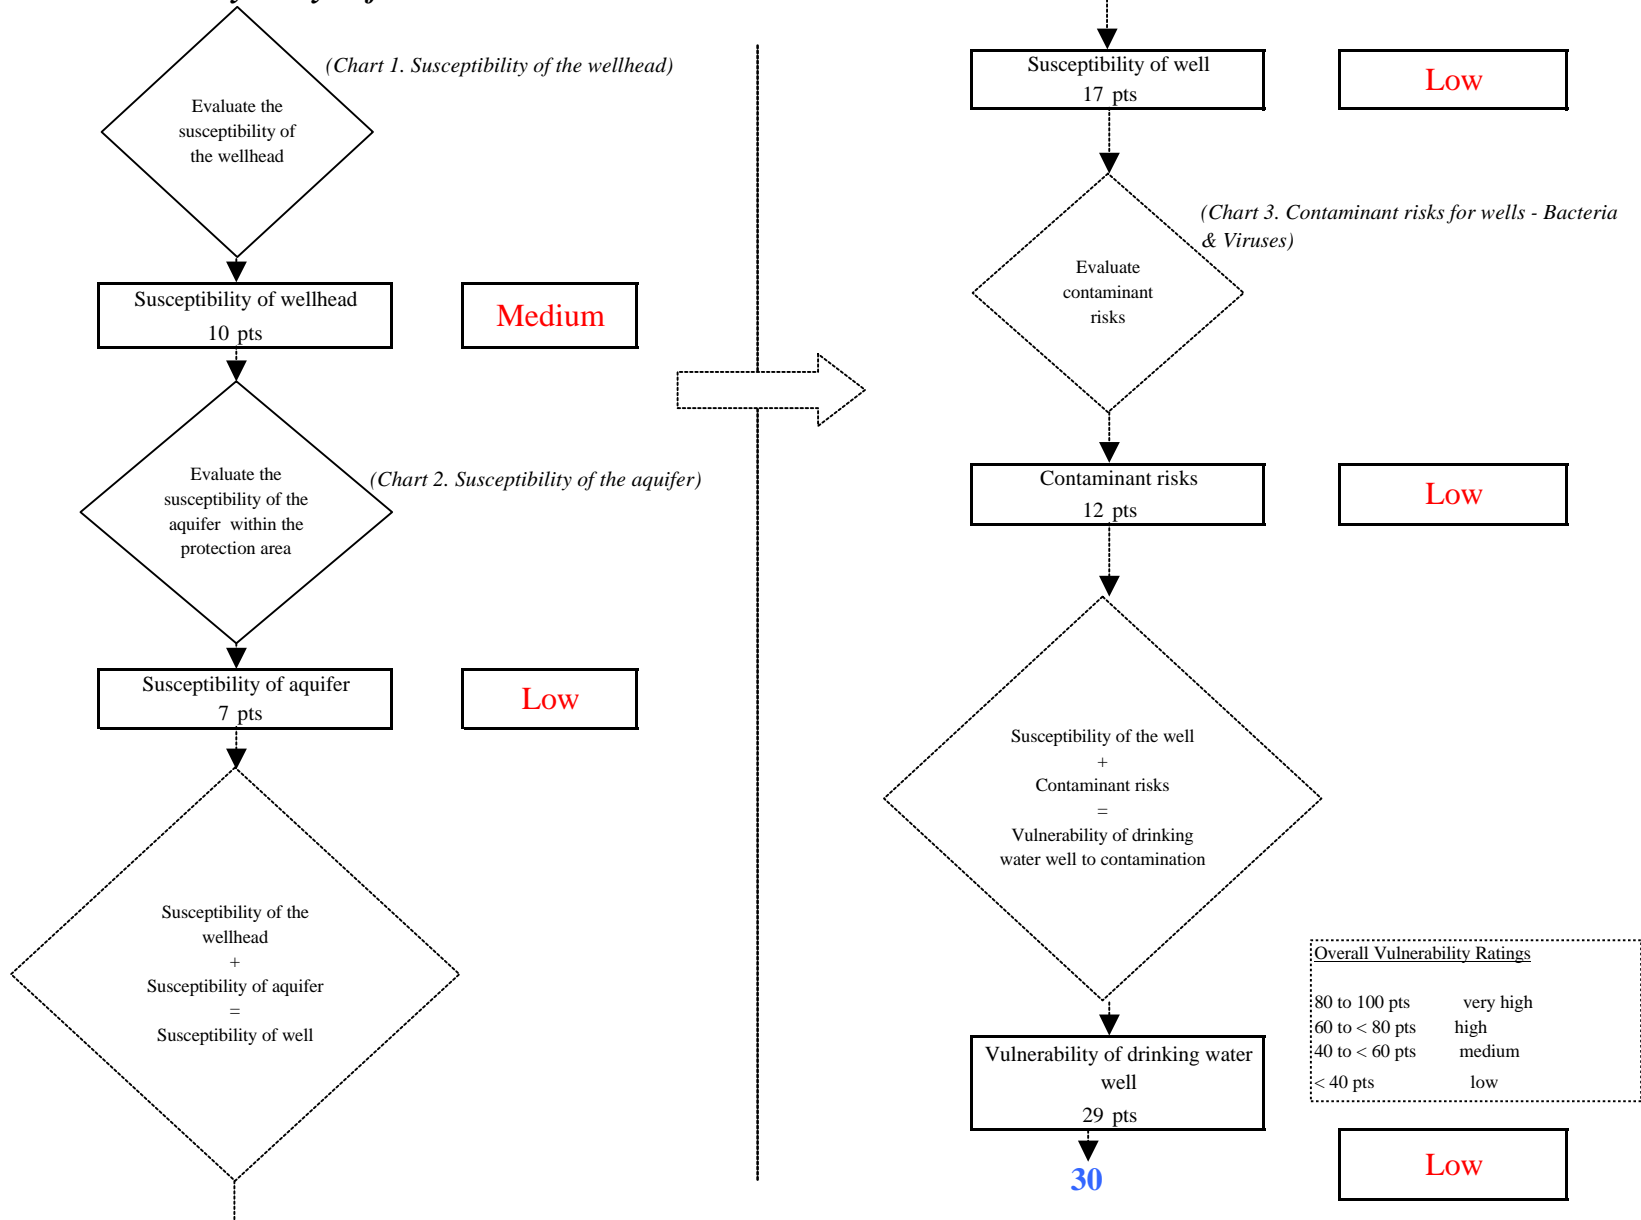 (Chart 1. Susceptibility of the wellhead)
Evaluate the
susceptibility of
the wellhead
Susceptibility of wellhead
10 pts
Medium
Evaluate the
susceptibility of the
aquifer within the
protection area
(Chart 2. Susceptibility of the aquifer)
Susceptibility of aquifer
7 pts
Low
Susceptibility of the
wellhead
+
Susceptibility of aquifer
=
Susceptibility of well
Susceptibility of well
17 pts
Low
(Chart 3. Contaminant risks for wells - Bacteria
& Viruses)
Evaluate
contaminant
risks
Contaminant risks
12 pts
Low
Susceptibility of the well
+
Contaminant risks
=
Vulnerability of drinking
water well to contamination
Overall Vulnerability Ratings
80 to 100 pts very high
60 to < 80 pts high
40 to < 60 pts medium
< 40 pts low
Vulnerability of drinking water
well
29 pts
30
Low